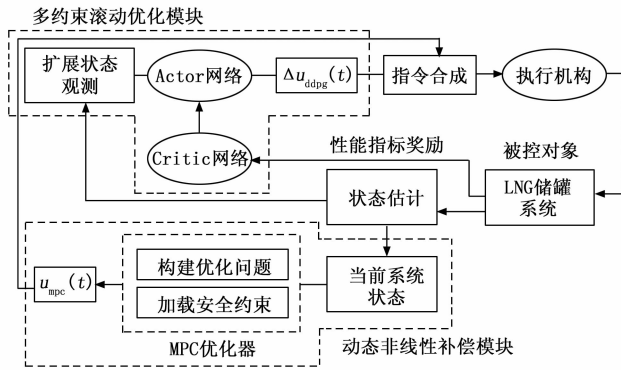 多约束滚动优化模块
扩展状态
观测
Actor网络
Δu_ddpg(t)
指令合成
执行机构
Critic网络
性能指标奖励
被控对象
LNG储罐
系统
状态估计
构建优化问题
加载安全约束
当前系统
状态
u_mpc(t)
MPC优化器
动态非线性补偿模块